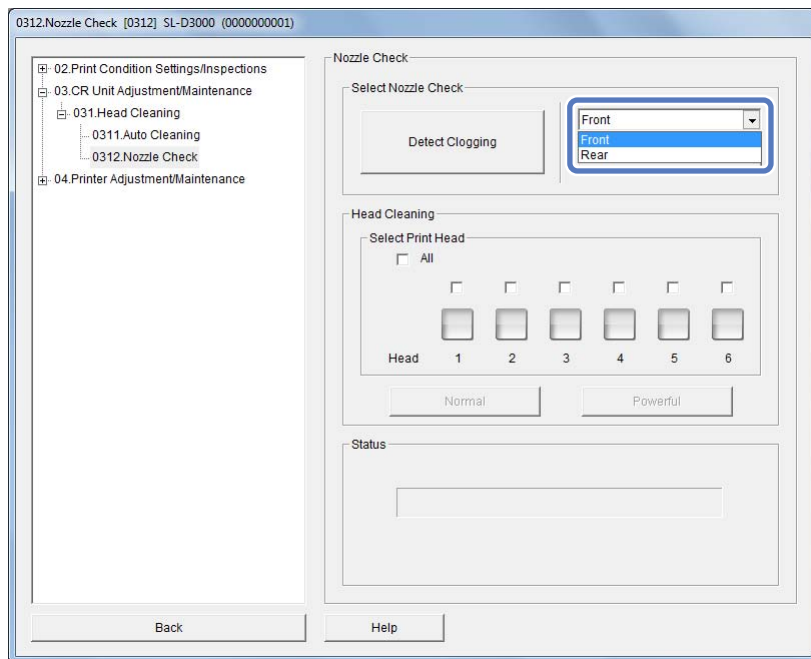 0312.Nozzle Check [0312] SL-D3000 (0000000001)
02.Print Condition Settings/Inspections
03.CR Unit Adjustment/Maintenance
031.Head Cleaning
0311.Auto Cleaning
0312.Nozzle Check
04.Printer Adjustment/Maintenance
Nozzle Check
Select Nozzle Check
Detect Clogging
Front
Front
Rear
Head Cleaning
Select Print Head
All
Head 1 2 3 4 5 6
Normal Powerful
Status
Back Help